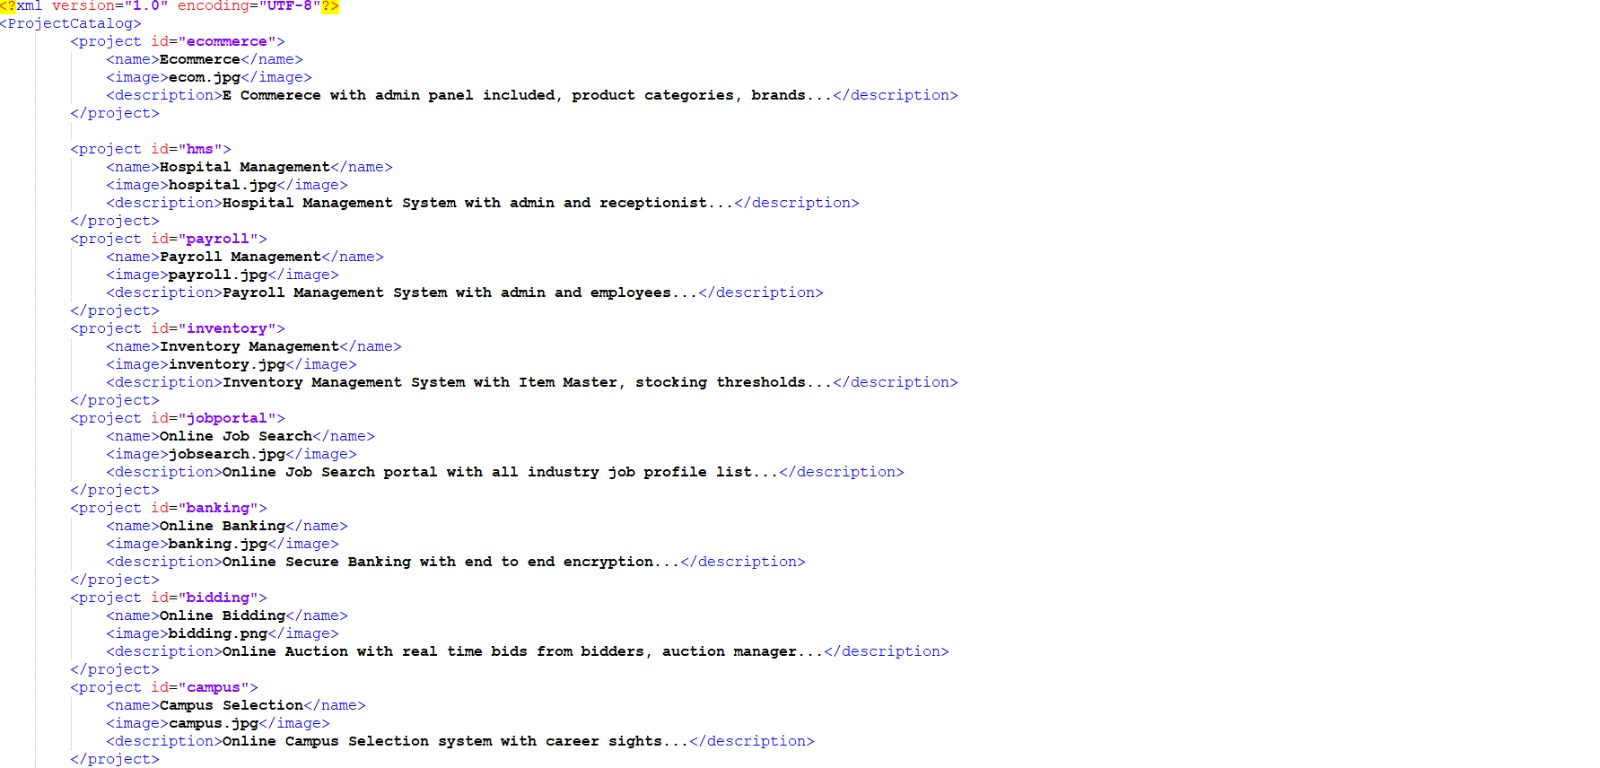 <?xml version="1.0" encoding="UTF-8"?>
<ProjectCatalog>
<project id="ecommerce">
<name>Ecommerce</name>
<image>ecom.jpg</image>
<description>E Commerece with admin panel included, product categories, brands...</description>
</project>
<project id="hms">
<name>Hospital Management</name>
<image>hospital.jpg</image>
<description>Hospital Management System with admin and receptionist...</description>
</project>
<project id="payroll">
<name>Payroll Management</name>
<image>payroll.jpg</image>
<description>Payroll Management System with admin and employees...</description>
</project>
<project id="inventory">
<name>Inventory Management</name>
<image>inventory.jpg</image>
<description>Inventory Management System with Item Master, stocking thresholds...</description>
</project>
<project id="jobportal">
<name>Online Job Search</name>
<image>jobsearch.jpg</image>
<description>Online Job Search portal with all industry job profile list...</description>
</project>
<project id="banking">
<name>Online Banking</name>
<image>banking.jpg</image>
<description>Online Secure Banking with end to end encryption...</description>
</project>
<project id="bidding">
<name>Online Bidding</name>
<image>bidding.png</image>
<description>Online Auction with real time bids from bidders, auction manager...</description>
</project>
<project id="campus">
<name>Campus Selection</name>
<image>campus.jpg</image>
<description>Online Campus Selection system with career sights...</description>
</project>